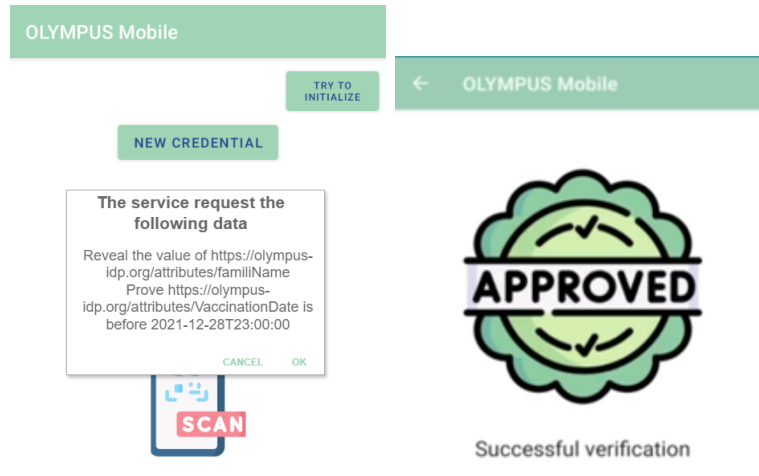 OLYMPUS Mobile
TRY TO
INITIALIZE
NEW CREDENTIAL
The service request the
following data
Reveal the value of https://olympus-
idp.org/attributes/familiName
Prove https://olympus-
idp.org/attributes/VaccinationDate is
before 2021-12-28T23:00:00
CANCEL OK
SCAN
OLYMPUS Mobile
APPROVED
Successful verification